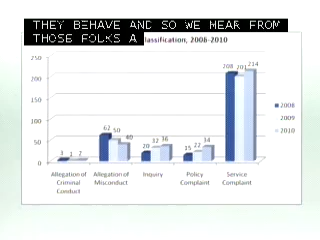 THEY BEHAVE AND SO WE HEAR FROM
THOSE FOLKS A
lassification, 2008-2010
250
200
150
100
50
0
3 1 2
62 50 40
20 32 36
15 22 34
208 201 214
Allegation of Criminal Conduct
Allegation of Misconduct
Inquiry
Policy Complaint
Service Complaint
2008
2009
2010